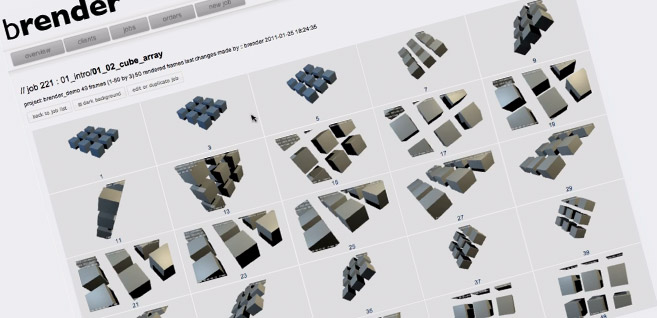 brender
overview clients jobs orders new job
// job 221 : 01_intro/01_02_cube_array
project: brender_demo 43 frames (1-50 by 3) 50 rendered frames last changes made by :: brender 2011-01-25 18:24:35
back to job list dark background edit or duplicate job
1 3 5 7 9
11 13 15 17 19
21 23 25 27 29
37 39